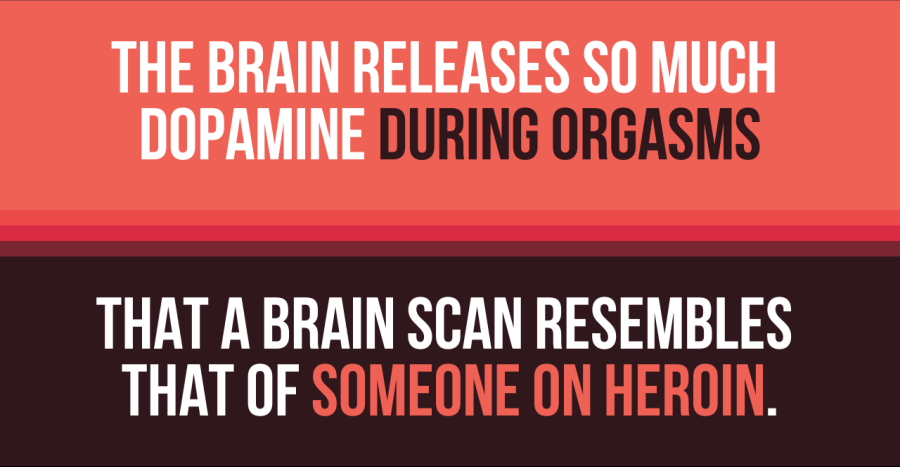 THE BRAIN RELEASES SO MUCH
DOPAMINE DURING ORGASMS
THAT A BRAIN SCAN RESEMBLES
THAT OF SOMEONE ON HEROIN.